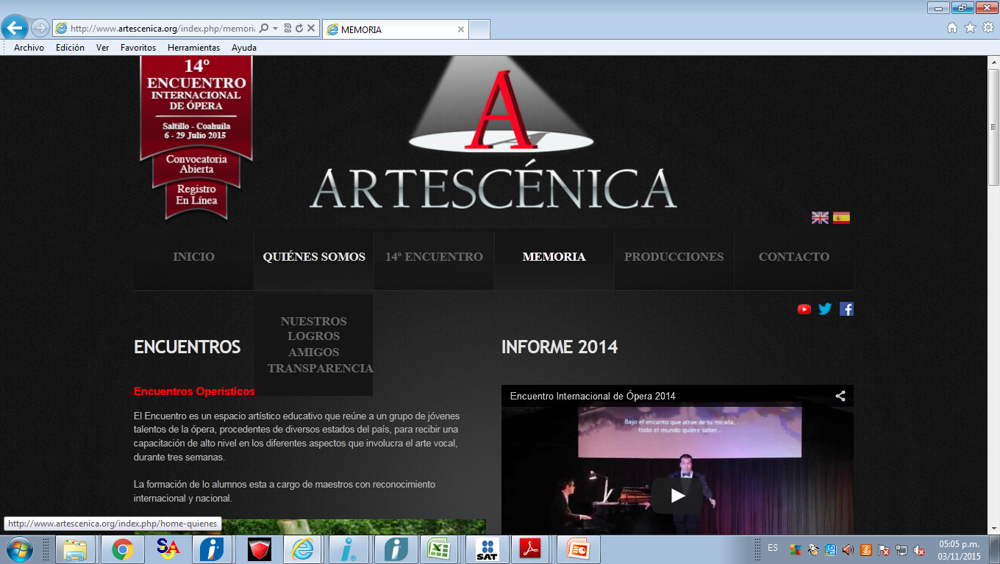 http://www.artescenica.org/index.php/memoria
MEMORIA
Archivo Edición Ver Favoritos Herramientas Ayuda
14º
ENCUENTRO
INTERNACIONAL
DE ÓPERA
Saltillo - Coahuila
6 - 29 Julio 2015
Convocatoria
Abierta
Registro
En Línea
A
ARTESCÉNICA
INICIO QUIÉNES SOMOS 14º ENCUENTRO MEMORIA PRODUCCIONES CONTACTO
NUESTROS
LOGROS
AMIGOS
TRANSPARENCIA
ENCUENTROS
Encuentros Operísticos
El Encuentro es un espacio artístico educativo que reúne a un grupo de jóvenes
talentos de la ópera, procedentes de diversos estados del país, para recibir una
capacitación de alto nivel en los diferentes aspectos que involucra el arte vocal,
durante tres semanas.
La formación de lo alumnos esta a cargo de maestros con reconocimiento
internacional y nacional.
INFORME 2014
Encuentro Internacional de Ópera 2014
Bajo el encanto que atrae de tu mirada,
todo el mundo quiere saber...
http://www.artescenica.org/index.php/home-quienes
SA
SAT
ES
05:05 p.m.
03/11/2015